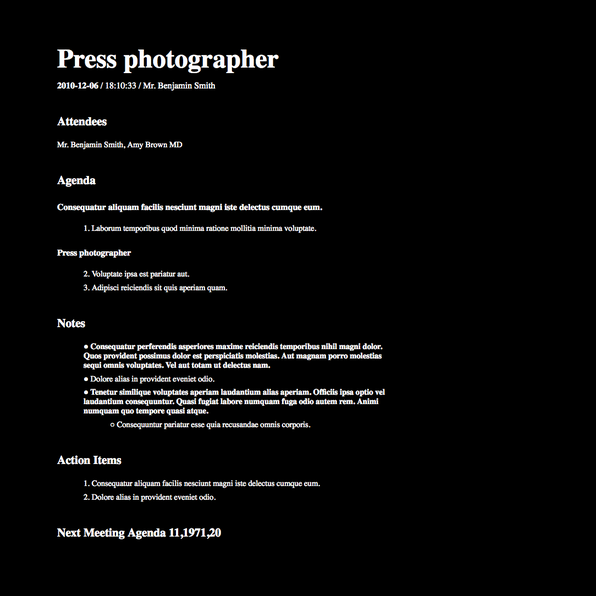 Press photographer
2010-12-06 / 18:10:33 / Mr. Benjamin Smith
Attendees
Mr. Benjamin Smith, Amy Brown MD
Agenda
Consequatur aliquam facilis nesciunt magni iste delectus cumque eum.
1. Laborum temporibus quod minima ratione mollitia minima voluptate.
Press photographer
2. Voluptate ipsa est pariatur aut.
3. Adipisci reiciendis sit quis aperiam quam.
Notes
● Consequatur perferendis asperiores maxime reiciendis temporibus nihil magni dolor.
Quos provident possimus dolor est perspiciatis molestias. Aut magnam porro molestias
sequi omnis voluptates. Vel aut totam ut delectus nam.
● Dolore alias in provident eveniet odio.
● Tenetur similique voluptates aperiam laudantium alias aperiam. Officiis ipsa optio vel
laudantium consequuntur. Quasi fugiat labore numquam fuga odio autem rem. Animi
numquam quo tempore quasi atque.
○ Consequuntur pariatur esse quia recusandae omnis corporis.
Action Items
1. Consequatur aliquam facilis nesciunt magni iste delectus cumque eum.
2. Dolore alias in provident eveniet odio.
Next Meeting Agenda 11,1971,20